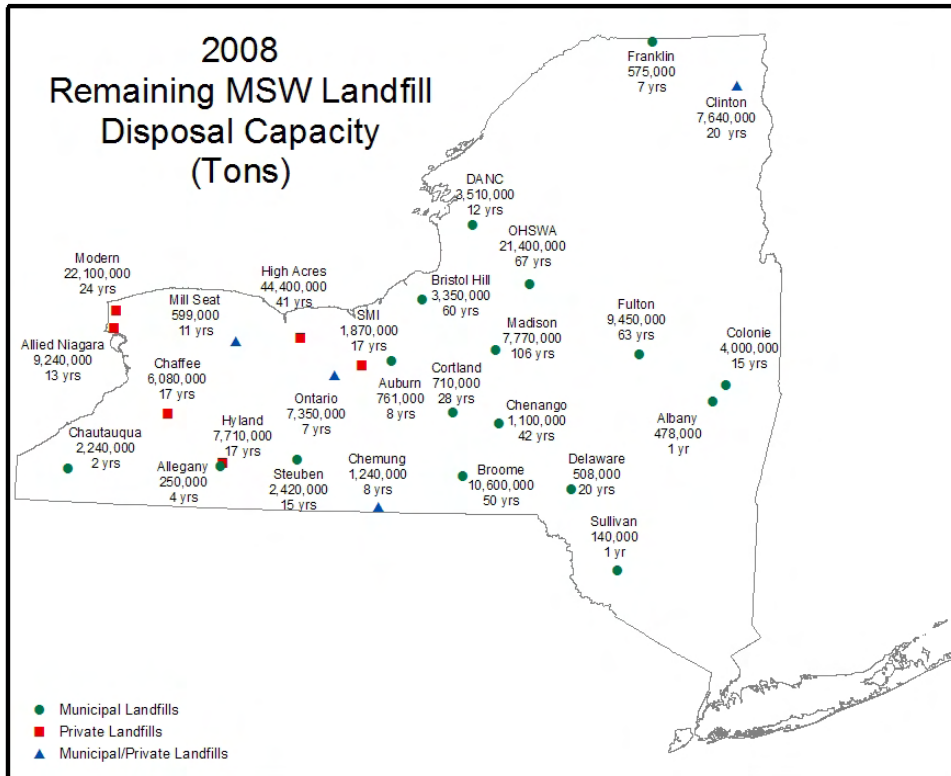 2008
Remaining MSW Landfill
Disposal Capacity
(Tons)
Franklin
575,000
7 yrs
Clinton
7,640,000
20 yrs
DANC
3,510,000
12 yrs
OHSWA
21,400,000
67 yrs
Modern
22,100,000
24 yrs
Mill Seat
599,000
11 yrs
High Acres
44,400,000
41 yrs
Bristol Hill
3,350,000
60 yrs
SMI
1,870,000
17 yrs
Madison
7,770,000
106 yrs
Fulton
9,450,000
63 yrs
Colonie
4,000,000
15 yrs
Allied Niagara
9,240,000
13 yrs
Chaffee
6,080,000
17 yrs
Ontario
7,350,000
7 yrs
Auburn
761,000
8 yrs
Cortland
710,000
28 yrs
Chenango
1,100,000
42 yrs
Albany
478,000
1 yr
Chautauqua
2,240,000
2 yrs
Hyland
7,710,000
17 yrs
Allegany
250,000
4 yrs
Steuben
2,420,000
15 yrs
Chemung
1,240,000
8 yrs
Broome
10,600,000
50 yrs
Delaware
508,000
20 yrs
Sullivan
140,000
1 yr
Municipal Landfills
Private Landfills
Municipal/Private Landfills